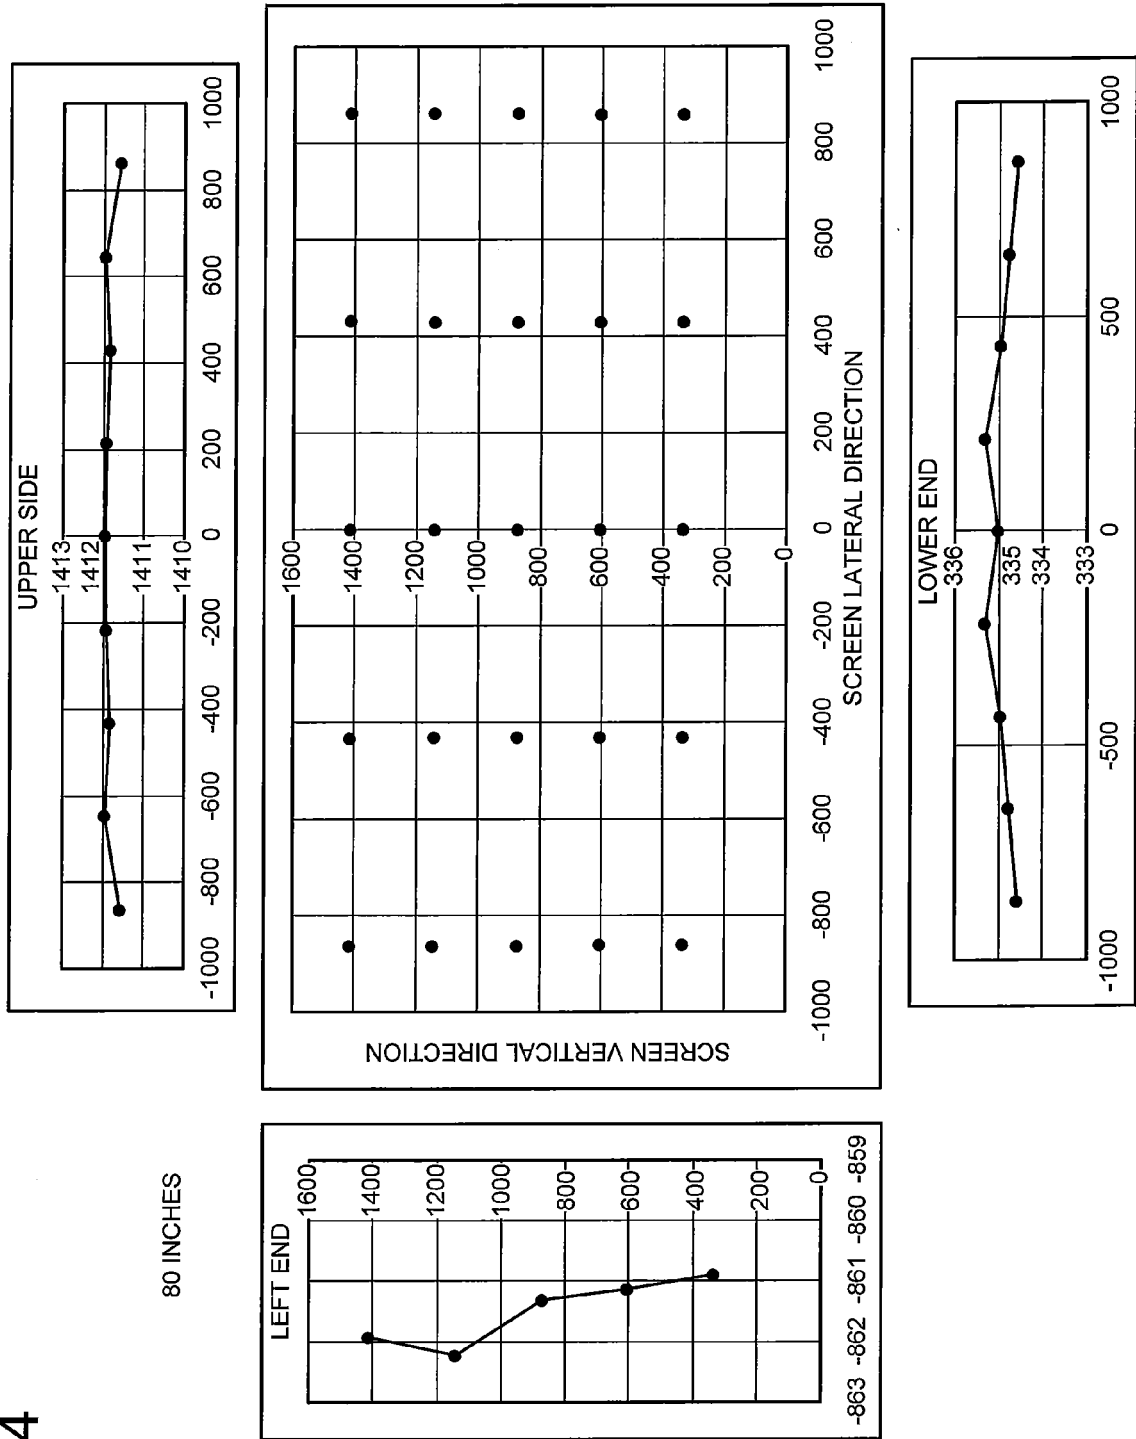 4
80 INCHES
UPPER SIDE
1413
1412
1411
1410
-1000 -800 -600 -400 -200 0 200 400 600 800 1000
LEFT END
1600
1400
1200
1000
800
600
400
200
0
-863 -862 -861 -860 -859
SCREEN VERTICAL DIRECTION
1600
1400
1200
1000
800
600
400
200
0
-1000 -800 -600 -400 -200 0 200 400 600 800 1000
SCREEN LATERAL DIRECTION
LOWER END
336
335
334
333
-1000 -500 0 500 1000